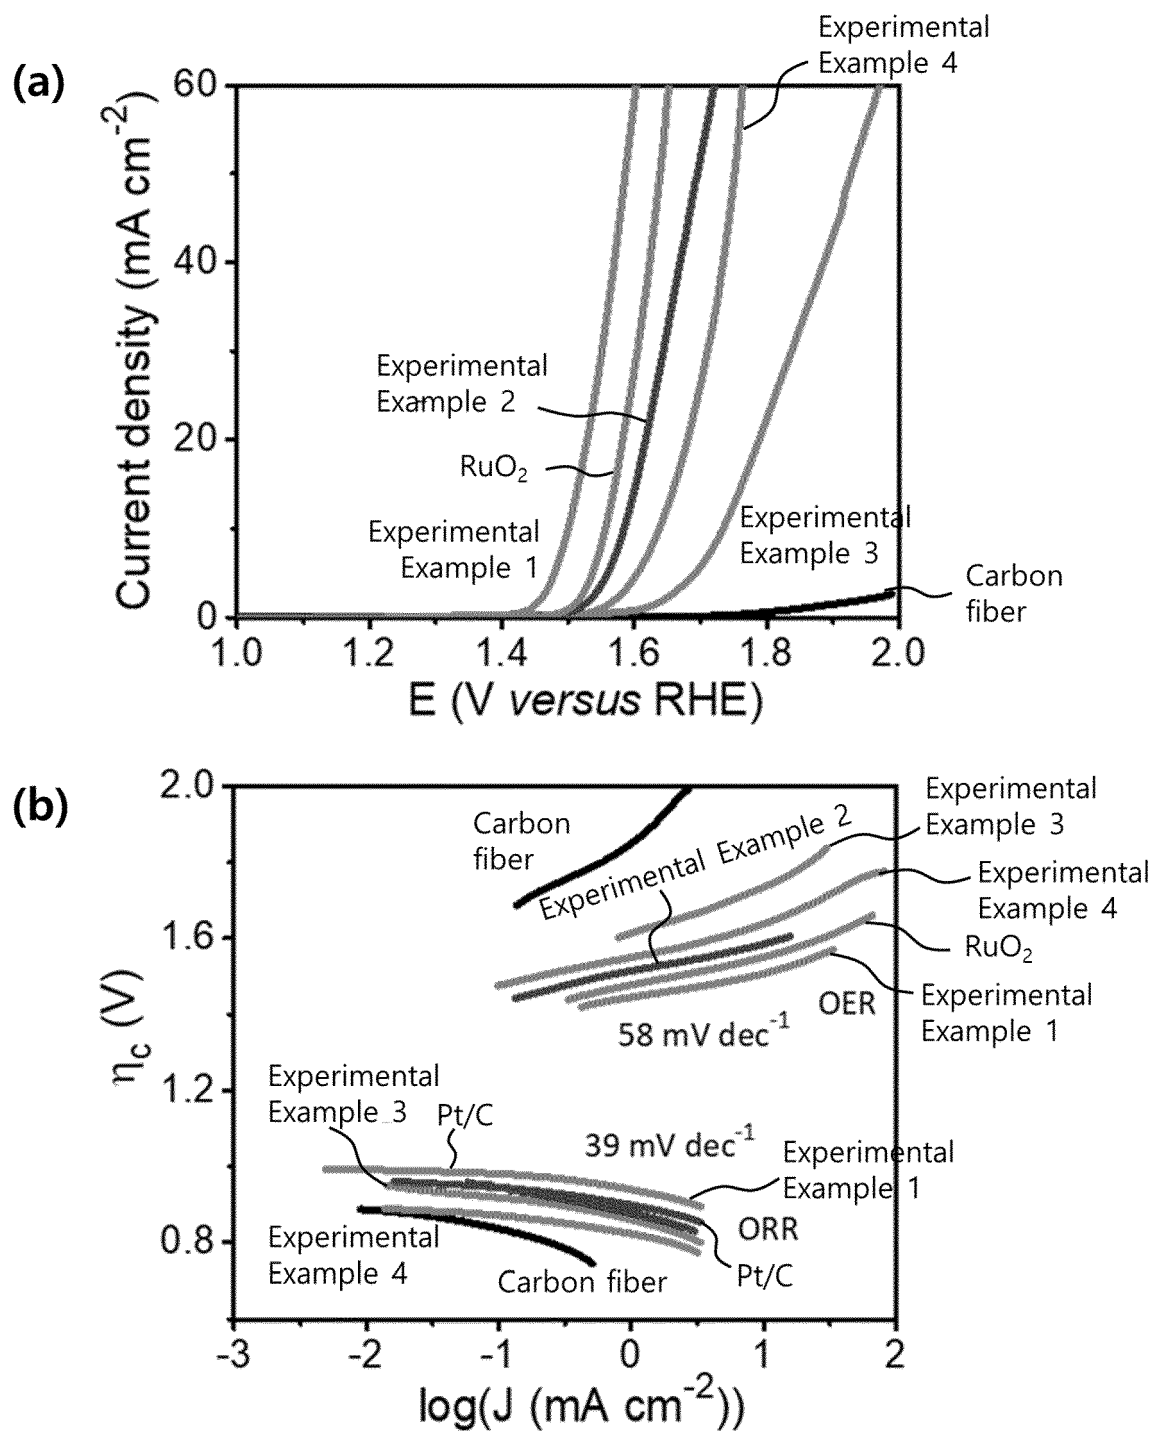 (a)
Experimental
Example 4
Current density (mA cm-2)
60
40
20
0
Experimental
Example 2
RuO2
Experimental
Example 1
Experimental
Example 3
Carbon
fiber
1.0 1.2 1.4 1.6 1.8 2.0
E (V versus RHE)
(b)
ηc (V)
2.0
1.6
1.2
0.8
Carbon
fiber
Experimental Example 2
Experimental
Example 3
Experimental
Example 4
RuO2
OER
Experimental
Example 1
58 mV dec-1
Experimental
Example 3
Pt/C
39 mV dec-1
Experimental
Example 1
ORR
Experimental
Example 4
Carbon fiber
Pt/C
-3 -2 -1 0 1 2
log(J (mA cm-2))